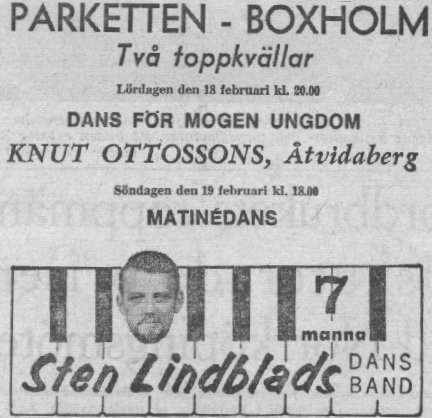 PARKETTEN - BOXHOLM
Två toppkvällar
Lördagen den 18 februari kl. 20.00
DANS FÖR MOGEN UNGDOM
KNUT OTTOSSONS, Åtvidaberg
Söndagen den 19 februari kl. 18.00
MATINÉDANS
7
manna
Sten Lindblads DANS
BAND